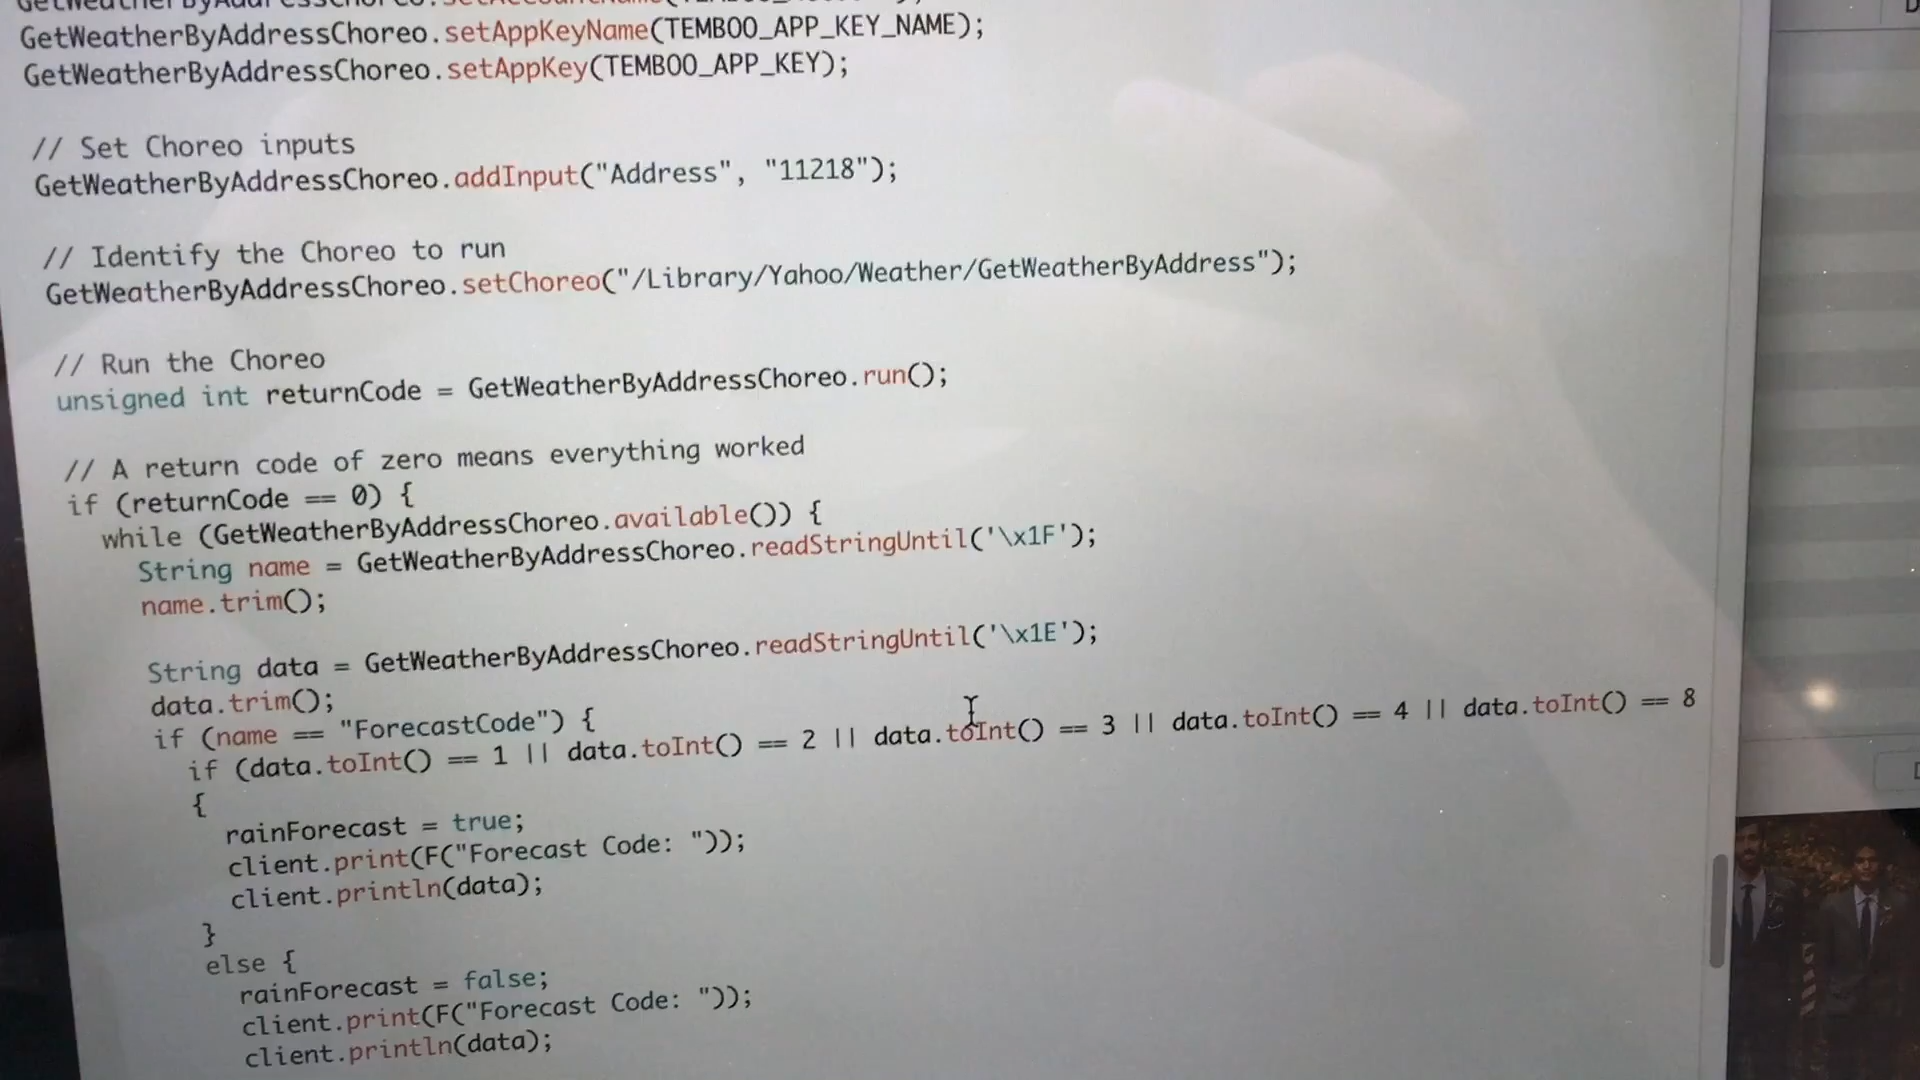 GetWeatherByAddressChoreo.setAppKeyName(TEMBOO_APP_KEY_NAME);
GetWeatherByAddressChoreo.setAppKey(TEMBOO_APP_KEY);
// Set Choreo inputs
GetWeatherByAddressChoreo.addInput("Address", "11218");
// Identify the Choreo to run
GetWeatherByAddressChoreo.setChoreo("/Library/Yahoo/Weather/GetWeatherByAddress");
// Run the Choreo
unsigned int returnCode = GetWeatherByAddressChoreo.run();
// A return code of zero means everything worked
if (returnCode == 0) {
while (GetWeatherByAddressChoreo.available()) {
String name = GetWeatherByAddressChoreo.readStringUntil('\x1F');
name.trim();
String data = GetWeatherByAddressChoreo.readStringUntil('\x1E');
data.trim();
if (name == "ForecastCode") {
if (data.toInt() == 1 || data.toInt() == 2 || data.toInt() == 3 || data.toInt() == 4 || data.toInt() == 8
{
rainForecast = true;
client.print(F("Forecast Code: "));
client.println(data);
}
else {
rainForecast = false;
client.print(F("Forecast Code: "));
client.println(data);